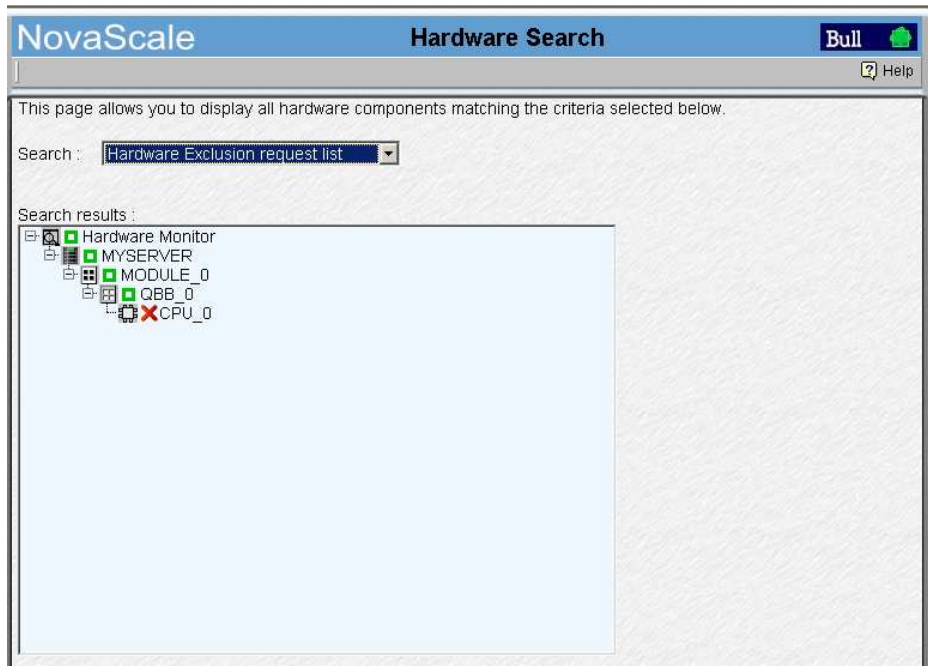 NovaScale
Hardware Search
Bull
Help
This page allows you to display all hardware components matching the criteria selected below.
Search : Hardware Exclusion request list
Search results :
Hardware Monitor
MYSERVER
MODULE_0
QBB_0
CPU_0